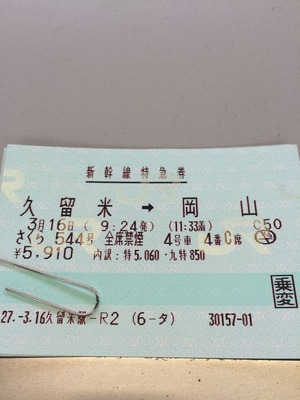 新幹線特急券
久留米 → 岡山
3月16日( 9:24発) (11:33着) C50
さくら 544号 全席禁煙 4号車 4番C席
¥5,910 内訳:特5,060・九特850
乗変
27.-3.16久留米駅-R2 (6-タ) 30157-01